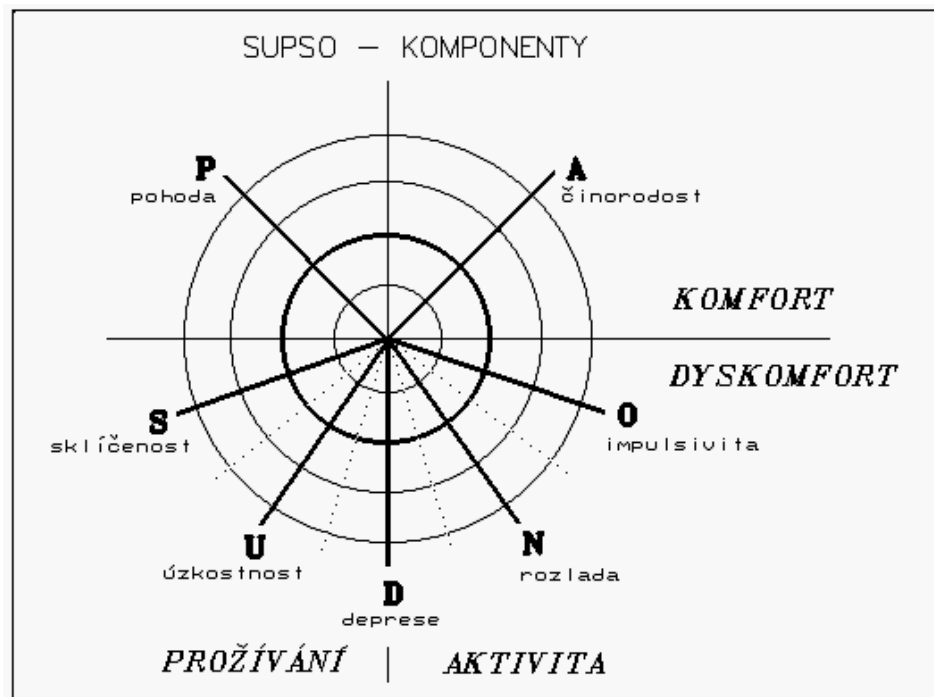 SUPSO – KOMPONENTY
P
pohoda
A
činorodost
KOMFORT
DYSKOMFORT
S
sklíčenost
O
impulsivita
U
úzkostnost
N
rozlada
D
deprese
PROŽÍVÁNÍ
AKTIVITA